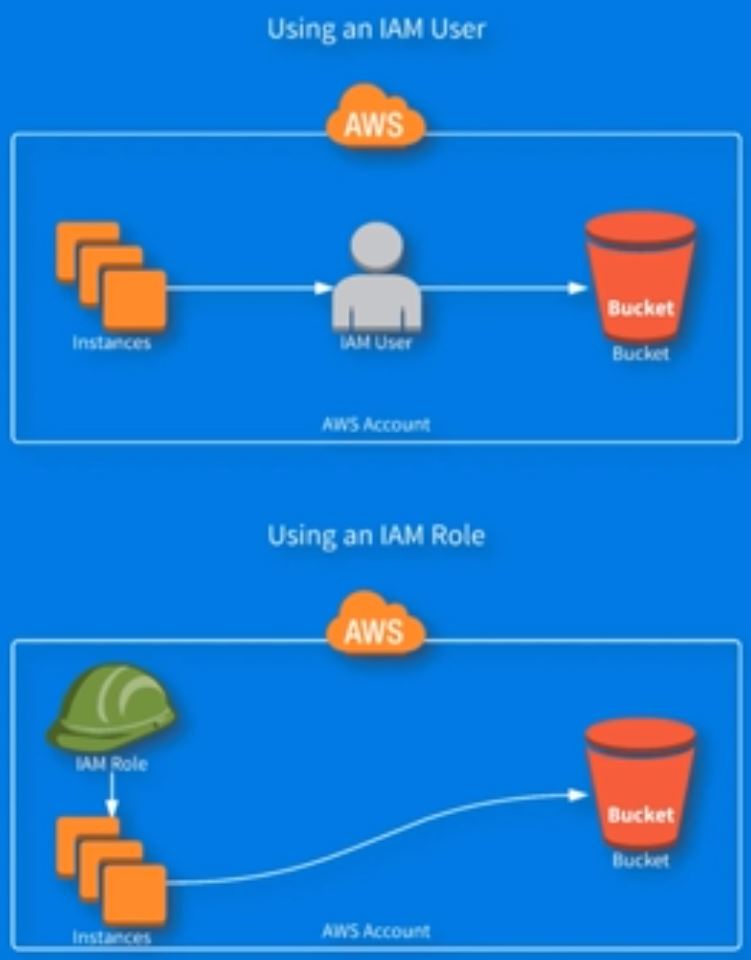 Using an IAM User
AWS
Bucket
Instances
IAM User
Bucket
AWS Account
Using an IAM Role
AWS
IAM Role
Bucket
Bucket
Instances
AWS Account